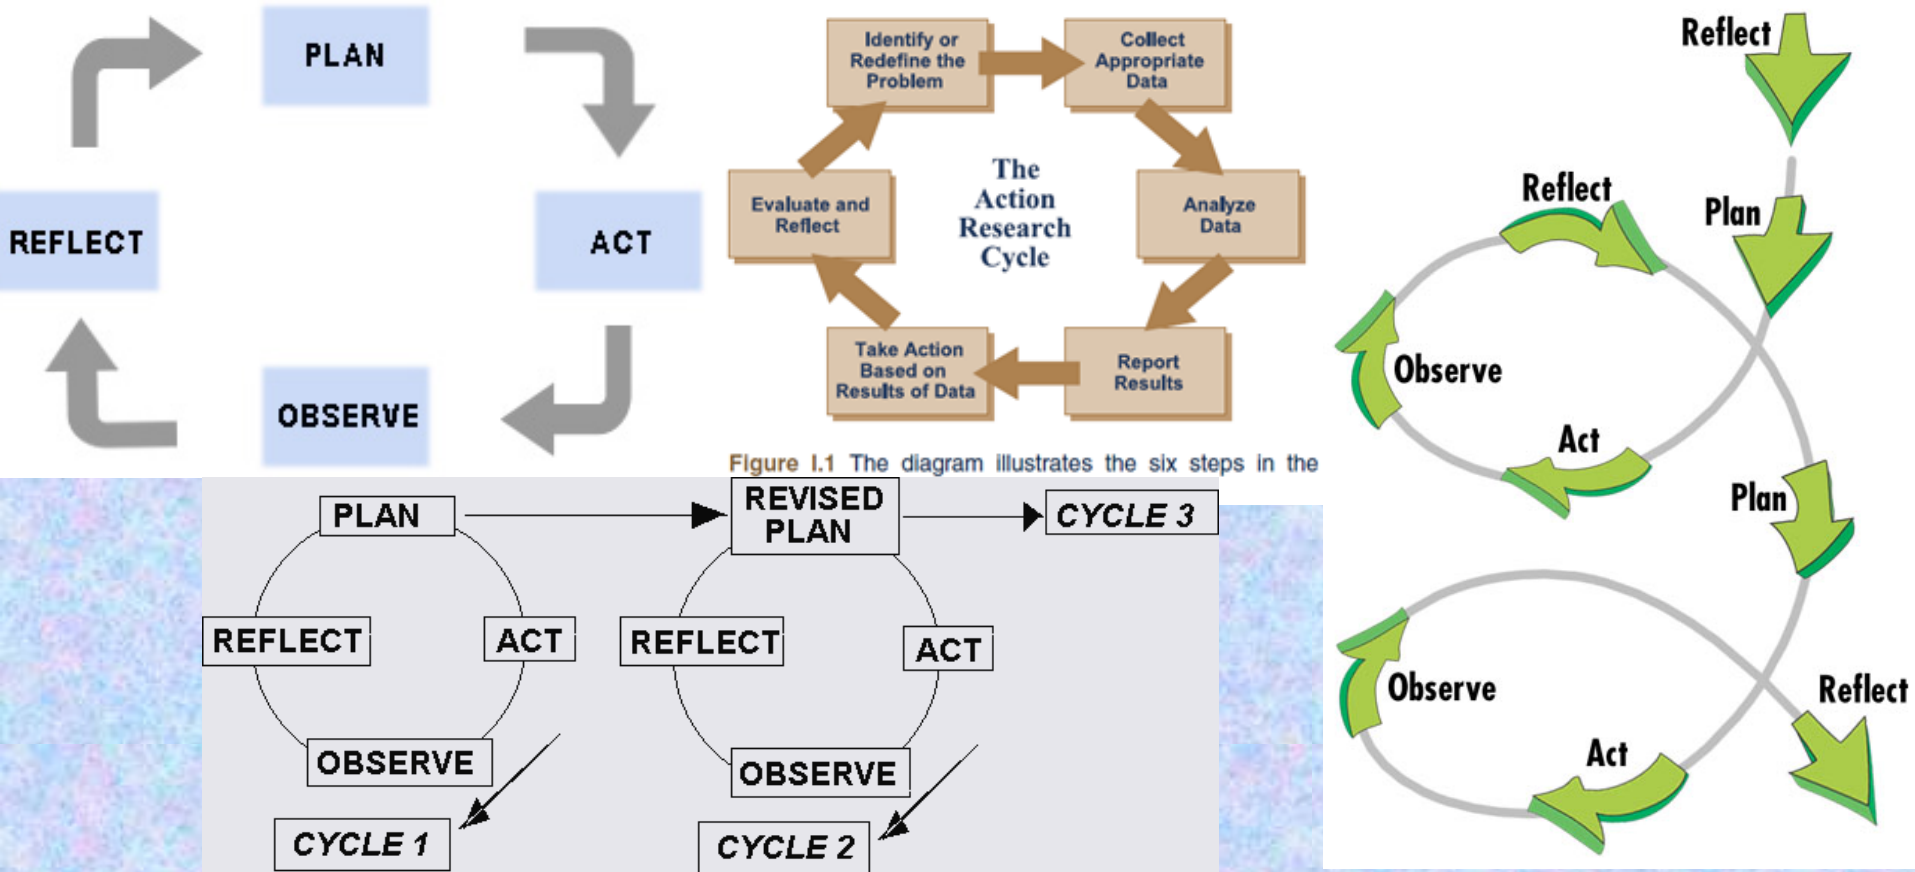 PLAN
ACT
OBSERVE
REFLECT
Identify or
Redefine the
Problem
Collect
Appropriate
Data
Analyze
Data
Report
Results
Take Action
Based on
Results of Data
Evaluate and
Reflect
The
Action
Research
Cycle
Figure I.1 The diagram illustrates the six steps in the
PLAN
ACT
OBSERVE
REFLECT
CYCLE 1
REVISED
PLAN
ACT
OBSERVE
REFLECT
CYCLE 2
CYCLE 3
Reflect
Plan
Act
Observe
Reflect
Plan
Act
Observe
Reflect